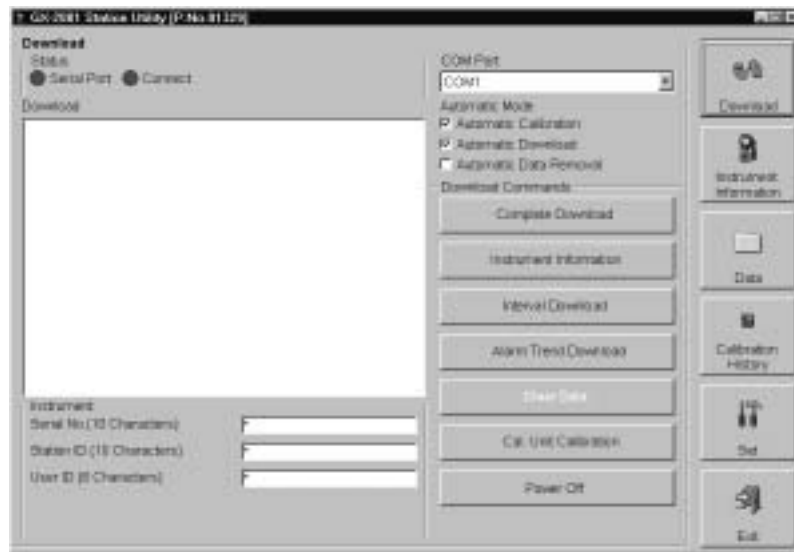 GX-2001 Station Utility [P.No.81329]
Download
Status
Serial Port Connect
Download
COM Port
COM1
Automatic Mode
Automatic Calibration
Automatic Download
Automatic Data Removal
Download Commands
Complete Download
Instrument Information
Interval Download
Alarm Trend Download
Clear Data
Cal. Unit Calibration
Power Off
Instrument
Serial No.(10 Characters)
Station ID (10 Characters)
User ID (8 Characters)
Download
Instrument
Information
Data
Calibration
History
Set
Exit